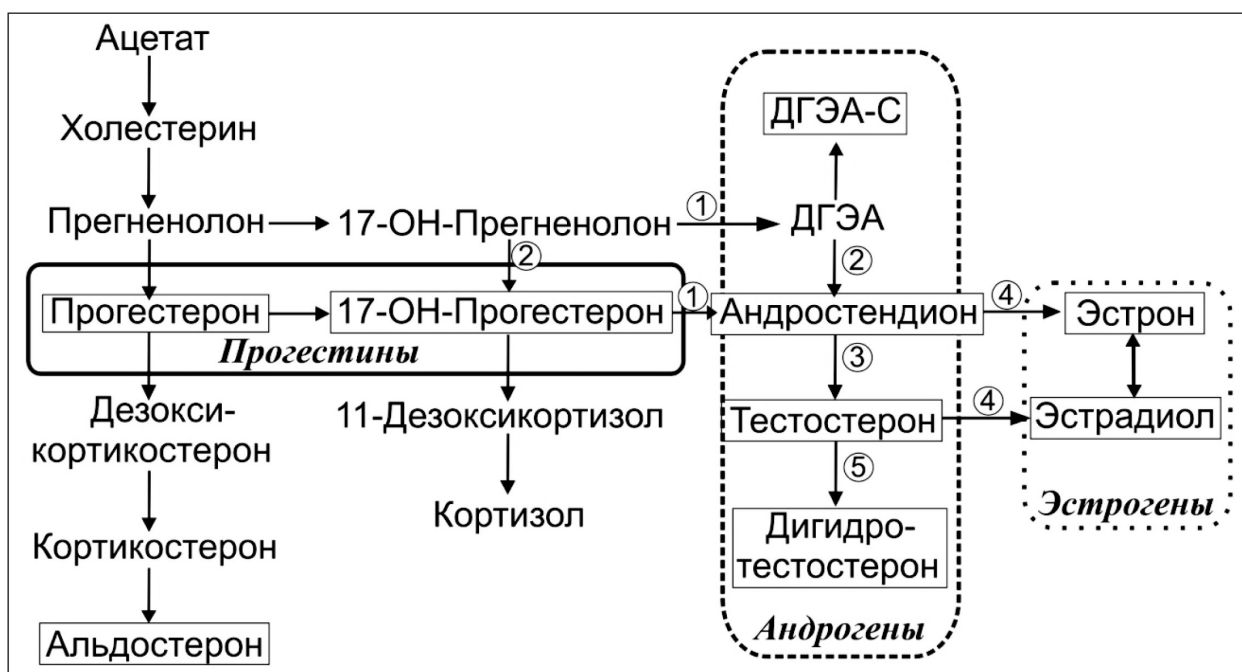 Ацетат
ДГЭА-С
Холестерин
Прегненолон
17-ОН-Прегненолон
1
ДГЭА
2
2
Прогестерон
17-ОН-Прогестерон
1
Андростендион
4
Эстрон
Прогестины
3
Дезокси-
кортикостерон
11-Дезоксикортизол
Тестостерон
4
Эстрадиол
5
Кортизол
Эстрогены
Кортикостерон
Дигидро-
тестостерон
Альдостерон
Андрогены